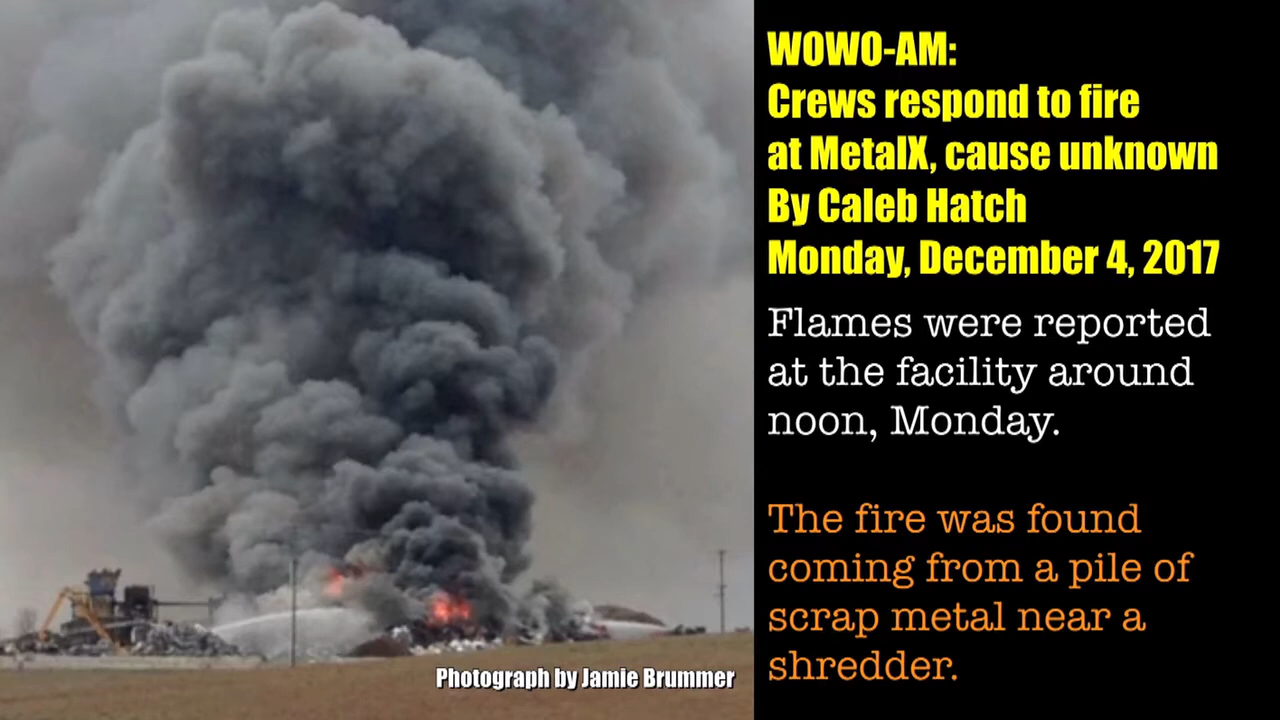 WOWO-AM:
Crews respond to fire
at MetalX, cause unknown
By Caleb Hatch
Monday, December 4, 2017
Flames were reported
at the facility around
noon, Monday.
The fire was found
coming from a pile of
scrap metal near a
shredder.
Photograph by Jamie Brummer